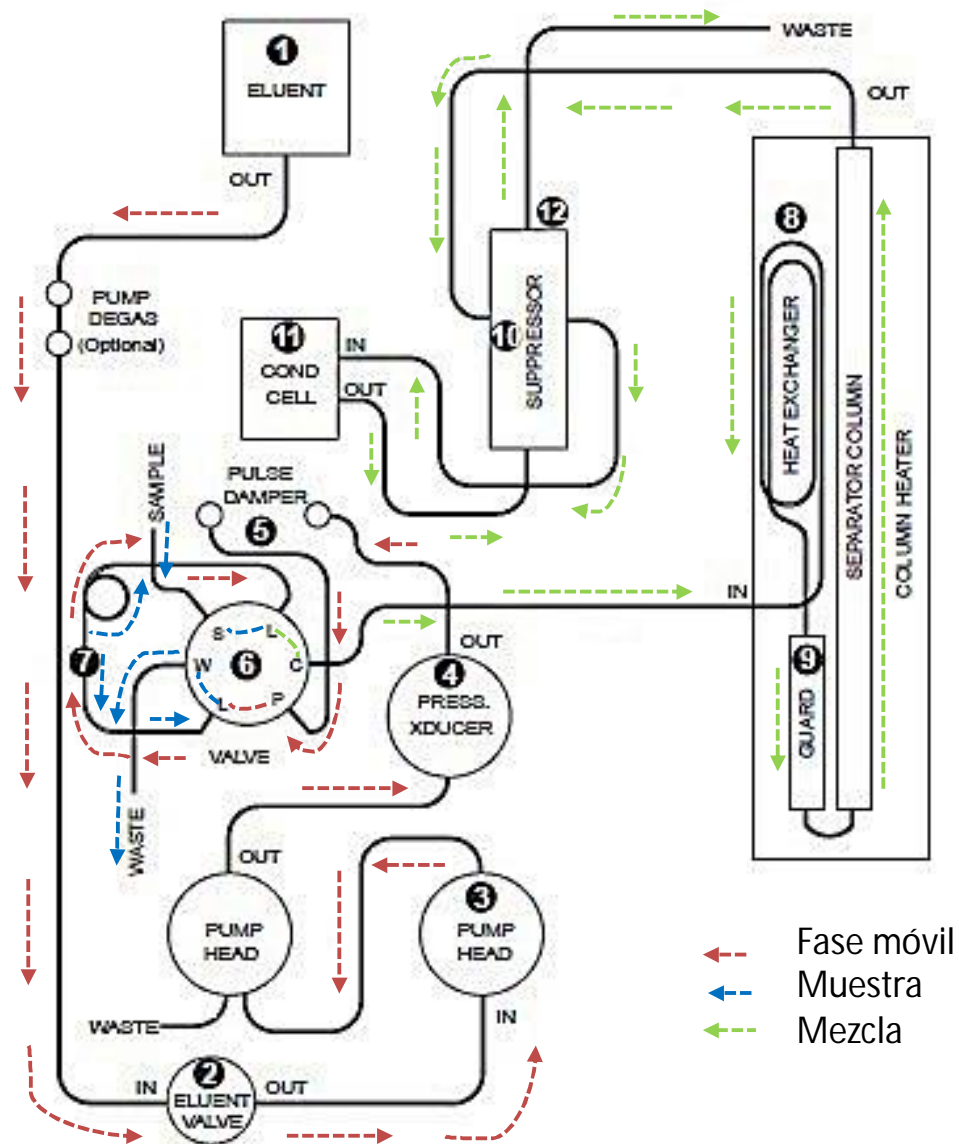 WASTE
1
ELUENT
OUT
OUT
PUMP
DEGAS
(Optional)
12
8
11
COND
CELL
IN
OUT
10
SUPPRESSOR
HEAT EXCHANGER
SEPARATOR COLUMN
COLUMN HEATER
SAMPLE
PULSE
DAMPER
5
IN
S
L
7
W
6
C
L
P
VALVE
OUT
4
PRESS.
XDUCER
9
GUARD
WASTE
OUT
PUMP
HEAD
3
PUMP
HEAD
WASTE
IN
IN
2
OUT
ELUENT
VALVE
Fase móvil
Muestra
Mezcla